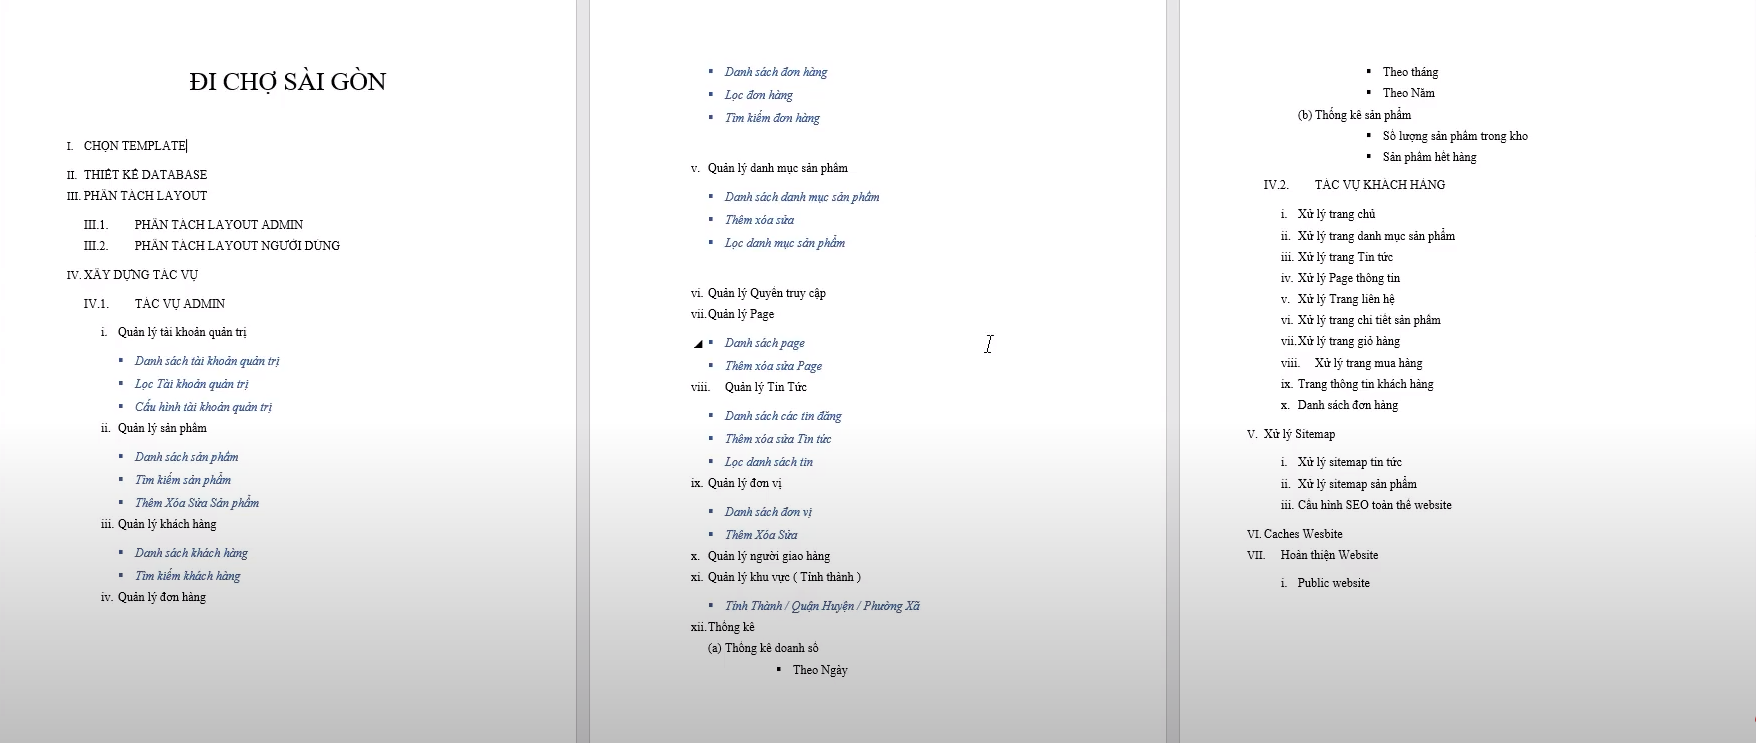 ĐI CHỢ SÀI GÒN
I. CHỌN TEMPLATE
II. THIẾT KẾ DATABASE
III. PHÂN TÁCH LAYOUT
III.1. PHÂN TÁCH LAYOUT ADMIN
III.2. PHÂN TÁCH LAYOUT NGƯỜI DÙNG
IV. XÂY DỰNG TÁC VỤ
IV.1. TÁC VỤ ADMIN
i. Quản lý tài khoản quản trị
▪ Danh sách tài khoản quản trị
▪ Lọc Tài khoản quản trị
▪ Cấu hình tài khoản quản trị
ii. Quản lý sản phẩm
▪ Danh sách sản phẩm
▪ Tìm kiếm sản phẩm
▪ Thêm Xóa Sửa Sản phẩm
iii. Quản lý khách hàng
▪ Danh sách khách hàng
▪ Tìm kiếm khách hàng
iv. Quản lý đơn hàng
▪ Danh sách đơn hàng
▪ Lọc đơn hàng
▪ Tìm kiếm đơn hàng
v. Quản lý danh mục sản phẩm
▪ Danh sách danh mục sản phẩm
▪ Thêm xóa sửa
▪ Lọc danh mục sản phẩm
vi. Quản lý Quyền truy cập
vii. Quản lý Page
▪ Danh sách page
▪ Thêm xóa sửa Page
viii. Quản lý Tin Tức
▪ Danh sách các tin đăng
▪ Thêm xóa sửa Tin tức
▪ Lọc danh sách tin
ix. Quản lý đơn vị
▪ Danh sách đơn vị
▪ Thêm Xóa Sửa
x. Quản lý người giao hàng
xi. Quản lý khu vực ( Tỉnh thành )
▪ Tỉnh Thành / Quận Huyện / Phường Xã
xii. Thống kê
(a) Thống kê doanh số
▪ Theo Ngày
▪ Theo tháng
▪ Theo Năm
(b) Thống kê sản phẩm
▪ Số lượng sản phẩm trong kho
▪ Sản phẩm hết hàng
IV.2. TÁC VỤ KHÁCH HÀNG
i. Xử lý trang chủ
ii. Xử lý trang danh mục sản phẩm
iii. Xử lý trang Tin tức
iv. Xử lý Page thông tin
v. Xử lý Trang liên hệ
vi. Xử lý trang chi tiết sản phẩm
vii. Xử lý trang giỏ hàng
viii. Xử lý trang mua hàng
ix. Trang thông tin khách hàng
x. Danh sách đơn hàng
V. Xử lý Sitemap
i. Xử lý sitemap tin tức
ii. Xử lý sitemap sản phẩm
iii. Cấu hình SEO toàn thể website
VI. Caches Wesbite
VII. Hoàn thiện Website
i. Public website